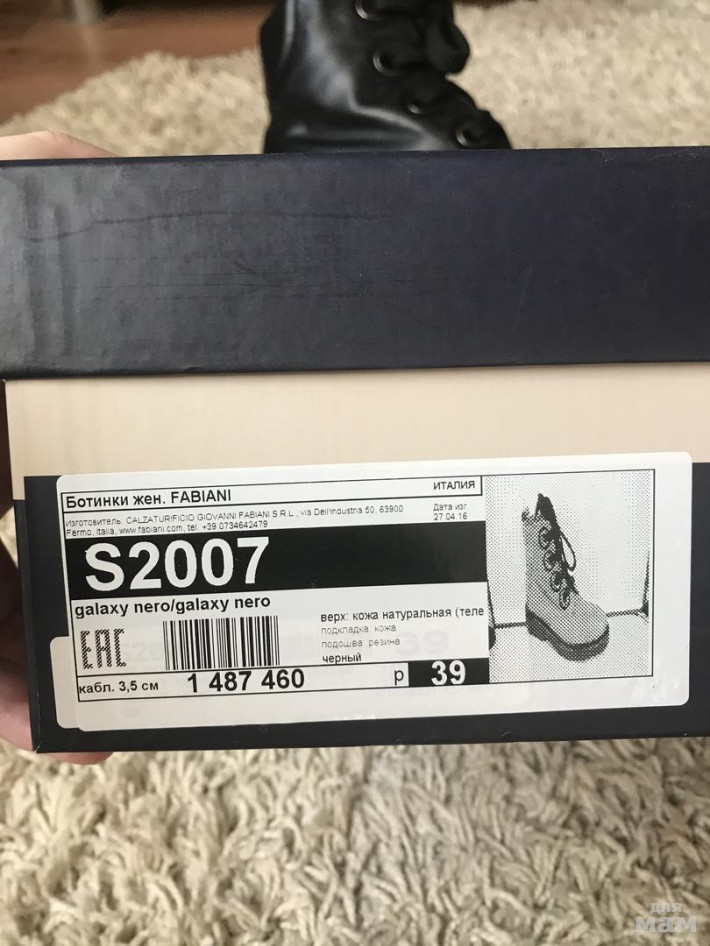 Ботинки жен. FABIANI
ИТАЛИЯ
Изготовитель: CALZATURIFICIO GIOVANNI FABIANI S.R.L., via Dell'industria 50, 63900
Fermo, Italia, www.fabiani.com, tel. +39 0734642479
Дата изг.
27.04.16
S2007
galaxy nero/galaxy nero
верх: кожа натуральная (теле
подкладка: кожа
подошва: резина
черный
EAC
кабл. 3,5 см
1 487 460
р 39
для
мам